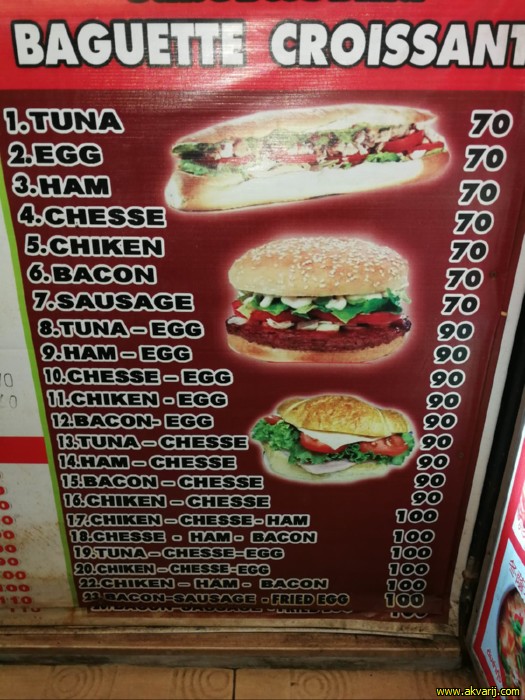 BAGUETTE CROISSANT
1.TUNA 70
2.EGG 70
3.HAM 70
4.CHESSE 70
5.CHIKEN 70
6.BACON 70
7.SAUSAGE 70
8.TUNA - EGG 90
9.HAM - EGG 90
10.CHESSE - EGG 90
11.CHIKEN - EGG 90
12.BACON- EGG 90
13.TUNA - CHESSE 90
14.HAM - CHESSE 90
15.BACON - CHESSE 90
16.CHIKEN - CHESSE 90
17.CHIKEN - CHESSE - HAM 100
18.CHESSE - HAM - BACON 100
19.TUNA - CHESSE-EGG 100
20.CHIKEN - CHESSE-EGG 100
22.CHIKEN - HAM - BACON 100
23.BACON-SAUSAGE - FRIED EGG 100
www.akvarij.com